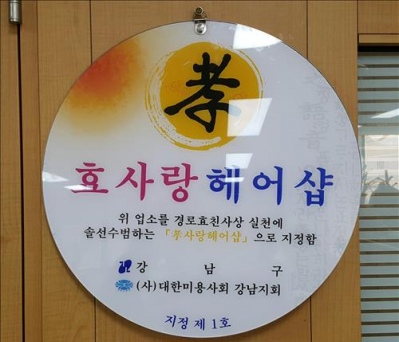 孝
호사랑헤어샵
위 업소를 경로효친사상 실천에
솔선수범하는 「孝사랑헤어샵」으로 지정함
강 남 구
(사)대한미용사회 강남지회
지정 제 1호